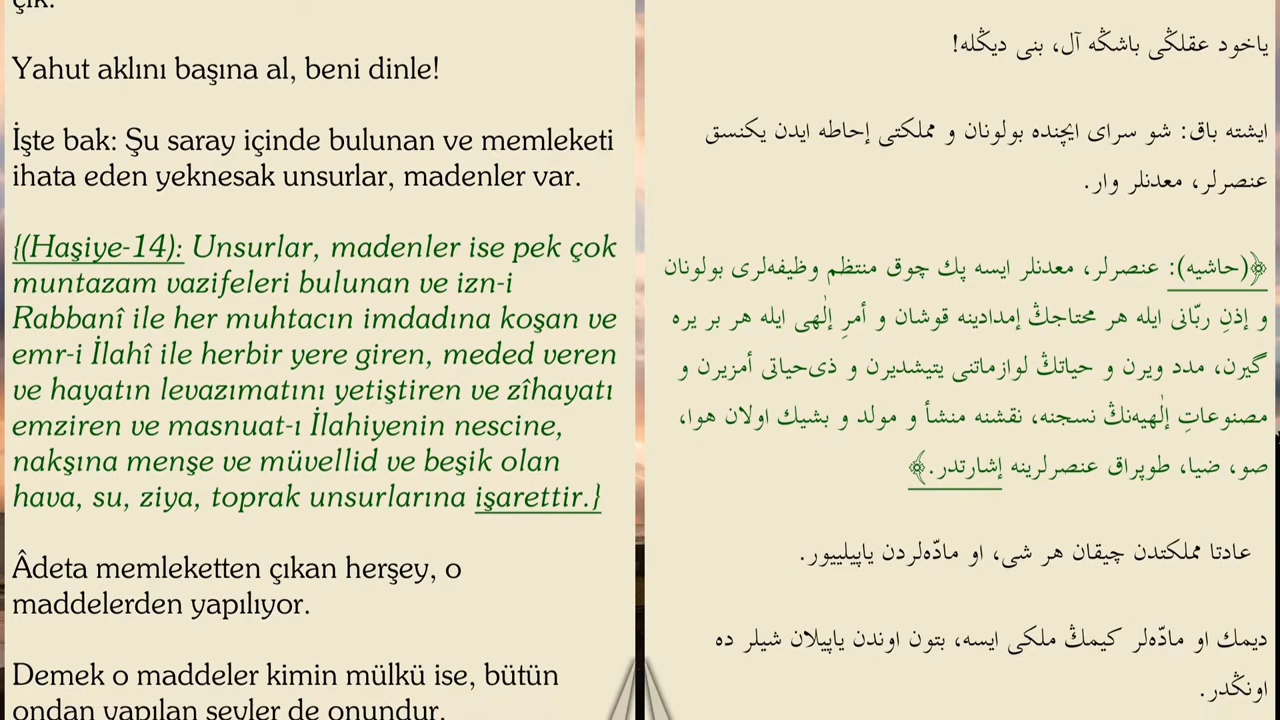 çık.
Yahut aklını başına al, beni dinle!
İşte bak: Şu saray içinde bulunan ve memleketi
ihata eden yeknesak unsurlar, madenler var.
{(Haşiye-14): Unsurlar, madenler ise pek çok
muntazam vazifeleri bulunan ve izn-i
Rabbanî ile her muhtacın imdadına koşan ve
emr-i İlahî ile herbir yere giren, meded veren
ve hayatın levazımatını yetiştiren ve zîhayatı
emziren ve masnuat-ı İlahiyenin nescine,
nakşına menşe ve müvellid ve beşik olan
hava, su, ziya, toprak unsurlarına işarettir.}
Âdeta memleketten çıkan herşey, o
maddelerden yapılıyor.
Demek o maddeler kimin mülkü ise, bütün
ondan yapılan şeyler de onundur.
ياخود عقلڭى باشڭه آل، بنى ديڭله!
ايشته باق: شو سراى ايچنده بولونان و مملكتى إحاطه ايدن يكنسق
عنصرلر، معدنلر وار.
﴿(حاشيه): عنصرلر، معدنلر ايسه پك چوق منتظم وظيفه‌لرى بولونان
و إذنِ ربّانى ايله هر محتاجڭ إمدادينه قوشان و أمرِ إلٰهى ايله هر بر يره
گيرن، مدد ويرن و حياتڭ لوازماتنى يتيشديرن و ذى‌حياتى أمزيرن و
مصنوعاتِ إلٰهيه‌نڭ نسجنه، نقشنه منشأ و مولد و بشيك اولان هوا،
صو، ضيا، طوپراق عنصرلرينه إشارتدر.﴾
عادتا مملكتدن چيقان هر شى، او مادّه‌لردن ياپيلييور.
ديمك او مادّه‌لر كيمڭ ملكى ايسه، بتون اوندن ياپيلان شيلر ده
اونڭدر.